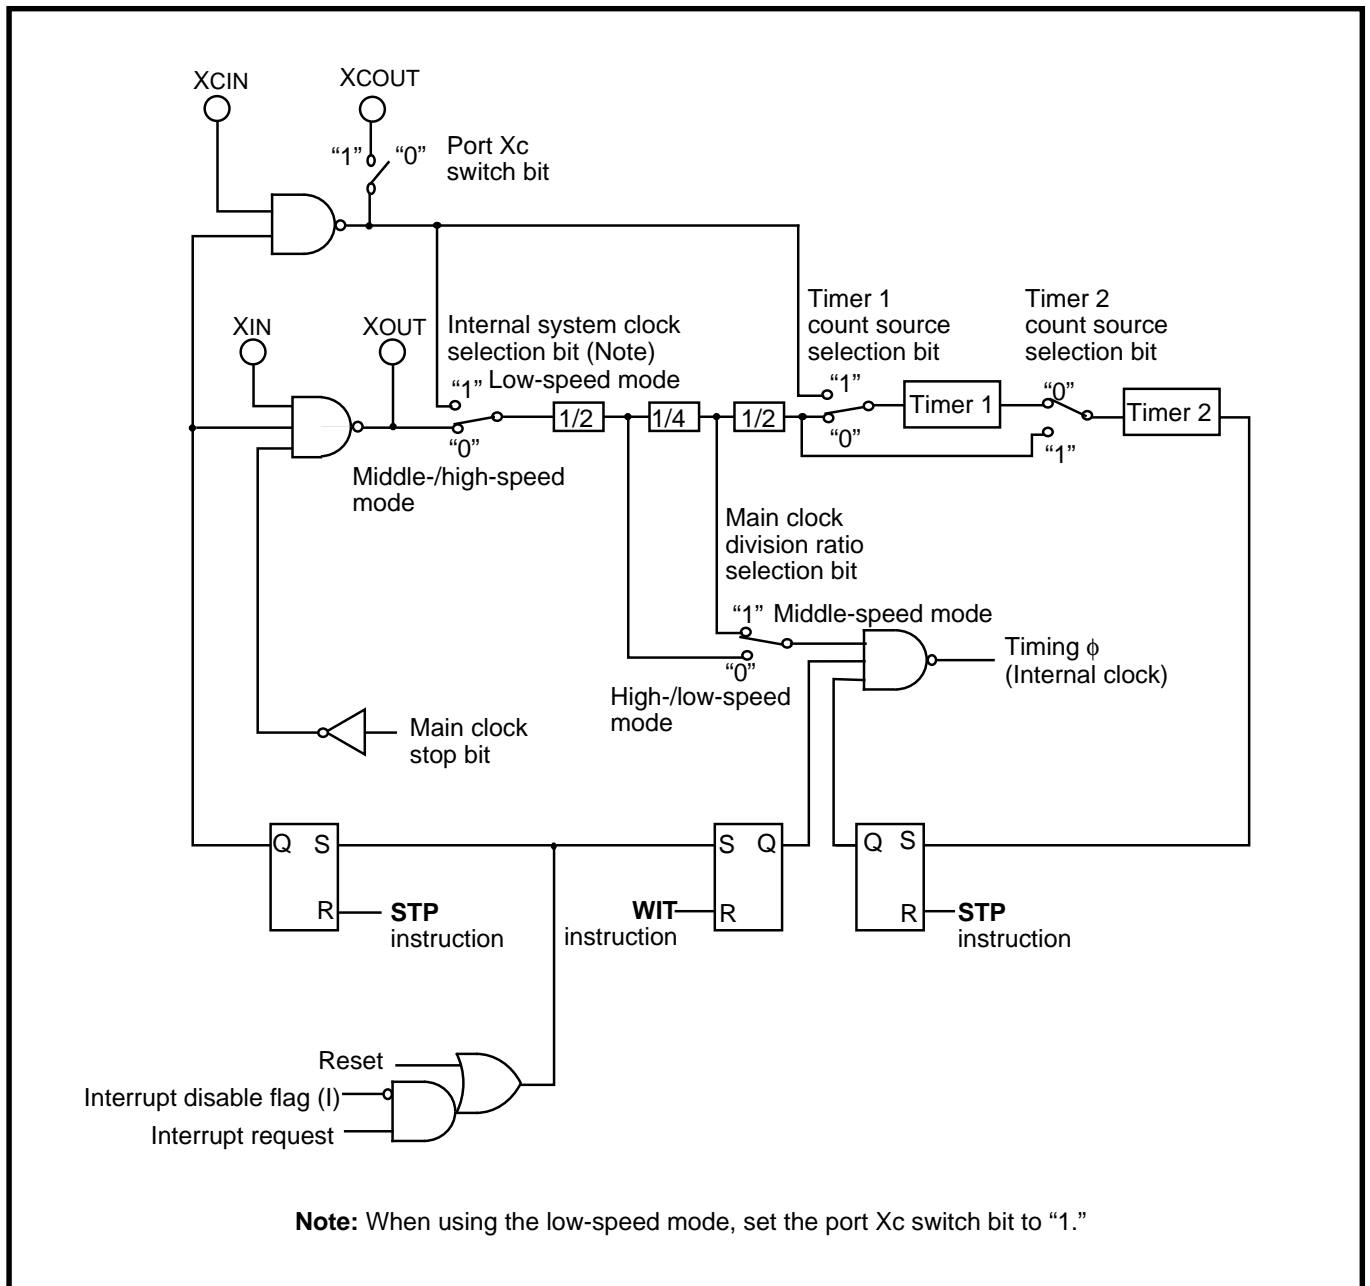 XCIN
XCOUT
“1”
“0”
Port Xc
switch bit
XIN
XOUT
Internal system clock
selection bit (Note)
“1” Low-speed mode
“0”
Middle-/high-speed
mode
1/2
1/4
1/2
Timer 1
count source
selection bit
“1”
“0”
Timer 1
Timer 2
count source
selection bit
“0”
“1”
Timer 2
Main clock
division ratio
selection bit
“1” Middle-speed mode
“0”
High-/low-speed
mode
Timing ϕ
(Internal clock)
Main clock
stop bit
Q S
R
STP
instruction
S Q
R
WIT
instruction
Q S
R
STP
instruction
Reset
Interrupt disable flag (I)
Interrupt request
Note: When using the low-speed mode, set the port Xc switch bit to “1.”